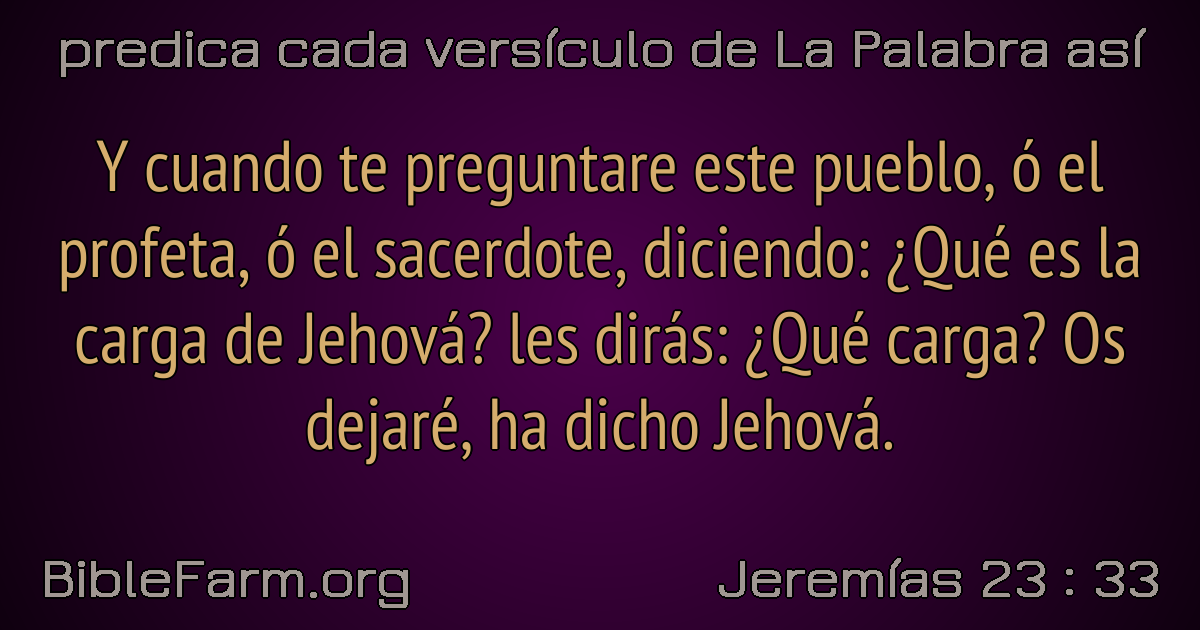 predica cada versículo de La Palabra así
Y cuando te preguntare este pueblo, ó el
profeta, ó el sacerdote, diciendo: ¿Qué es la
carga de Jehová? les dirás: ¿Qué carga? Os
dejaré, ha dicho Jehová.
BibleFarm.org
Jeremías 23 : 33